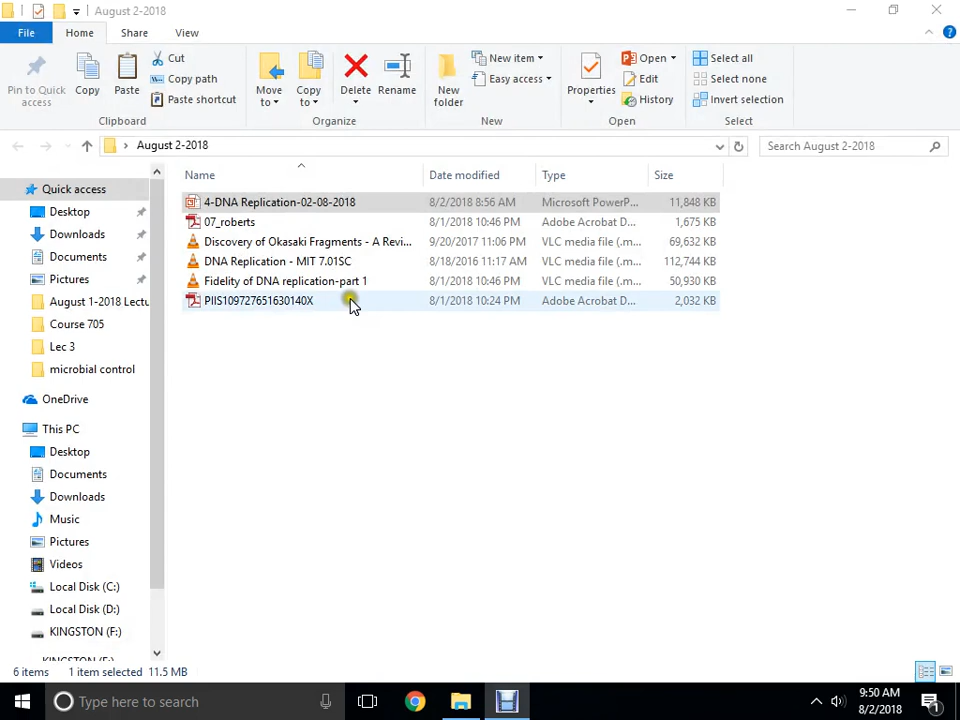 August 2-2018
File Home Share View
Pin to Quick access
Copy
Paste
Cut
Copy path
Paste shortcut
Move to
Copy to
Delete
Rename
New folder
New item
Easy access
Properties
Open
Edit
History
Select all
Select none
Invert selection
Clipboard Organize New Open Select
August 2-2018
Search August 2-2018
Name Date modified Type Size
4-DNA Replication-02-08-2018 8/2/2018 8:56 AM Microsoft PowerP... 11,848 KB
07_roberts 8/1/2018 10:46 PM Adobe Acrobat D... 1,675 KB
Discovery of Okasaki Fragments - A Revi... 9/20/2017 11:06 PM VLC media file (.m... 69,632 KB
DNA Replication - MIT 7.01SC 8/18/2016 11:17 AM VLC media file (.m... 112,744 KB
Fidelity of DNA replication-part 1 8/1/2018 10:46 PM VLC media file (.m... 50,930 KB
PIIS109727651630140X 8/1/2018 10:24 PM Adobe Acrobat D... 2,032 KB
Quick access
Desktop
Downloads
Documents
Pictures
August 1-2018 Lectu
Course 705
Lec 3
microbial control
OneDrive
This PC
Desktop
Documents
Downloads
Music
Pictures
Videos
Local Disk (C:)
Local Disk (D:)
KINGSTON (F:)
6 items 1 item selected 11.5 MB
Type here to search
9:50 AM
8/2/2018
1